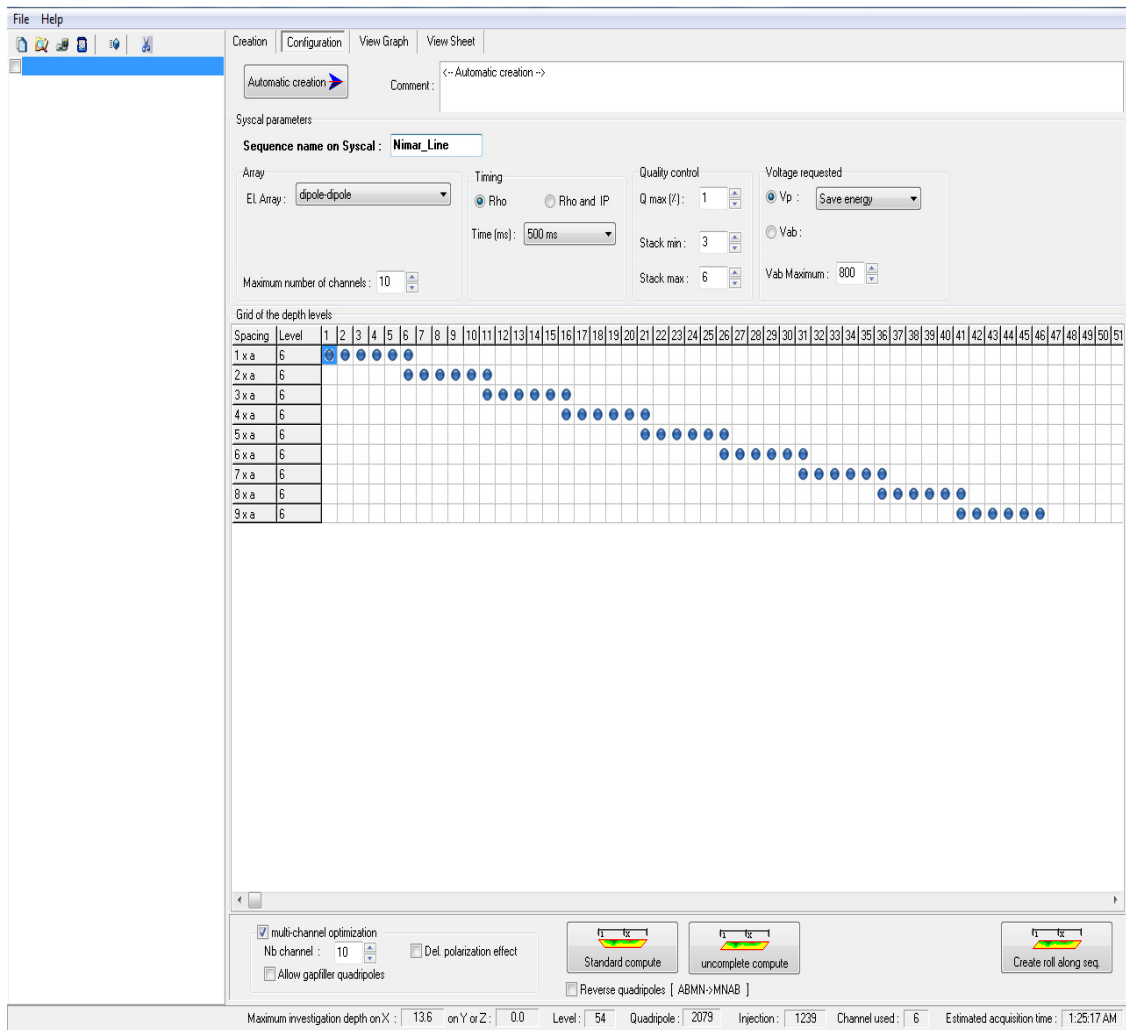 File Help
Creation Configuration View Graph View Sheet
Automatic creation Comment : <-- Automatic creation -->
Syscal parameters
Sequence name on Syscal : Nimar_Line
Array Timing Quality control Voltage requested
El. Array : dipole-dipole Rho Rho and IP Q max (%) : 1 Vp : Save energy
Time (ms) : 500 ms Stack min : 3 Vab :
Maximum number of channels : 10 Stack max : 6 Vab Maximum : 800
Grid of the depth levels
Spacing Level 1 2 3 4 5 6 7 8 9 10 11 12 13 14 15 16 17 18 19 20 21 22 23 24 25 26 27 28 29 30 31 32 33 34 35 36 37 38 39 40 41 42 43 44 45 46 47 48 49 50 51
1 x a 6
2 x a 6
3 x a 6
4 x a 6
5 x a 6
6 x a 6
7 x a 6
8 x a 6
9 x a 6
multi-channel optimization
Nb channel : 10 Del. polarization effect Standard compute uncomplete compute Create roll along seq.
Allow gapfiller quadripoles
Reverse quadripoles [ ABMN->MNAB ]
Maximum investigation depth on X : 13.6 on Y or Z : 0.0 Level : 54 Quadripole : 2079 Injection : 1239 Channel used : 6 Estimated acquisition time : 1:25:17 AM